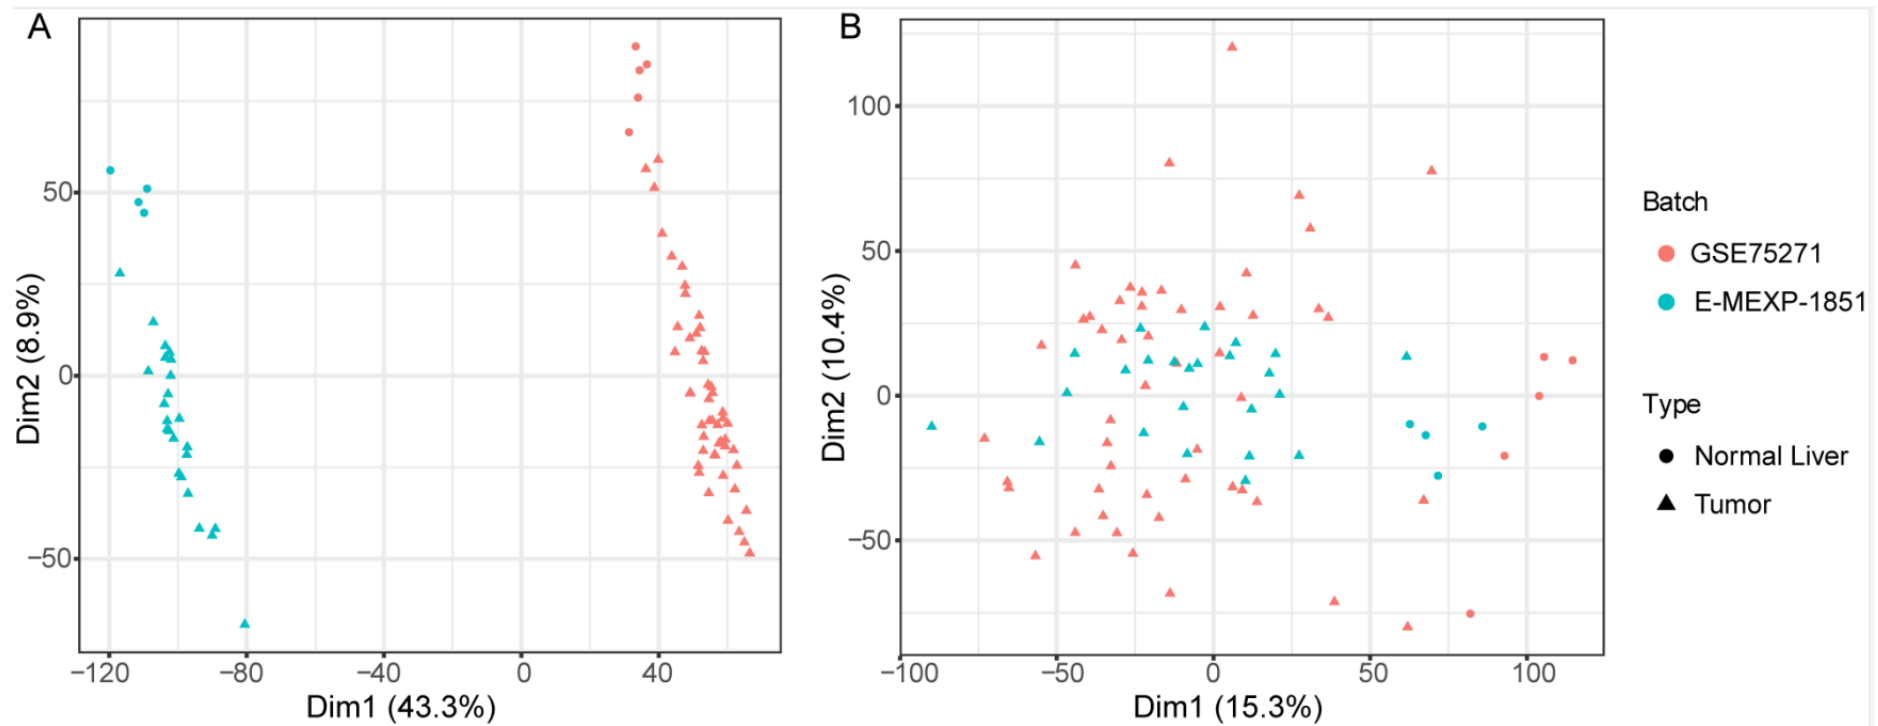 A
50
0
−50
−120
−80
−40
0
40
Dim1 (43.3%)
Dim2 (8.9%)
B
100
50
0
−50
−100
−50
0
50
100
Dim1 (15.3%)
Dim2 (10.4%)
Batch
GSE75271
E-MEXP-1851
Type
Normal Liver
Tumor